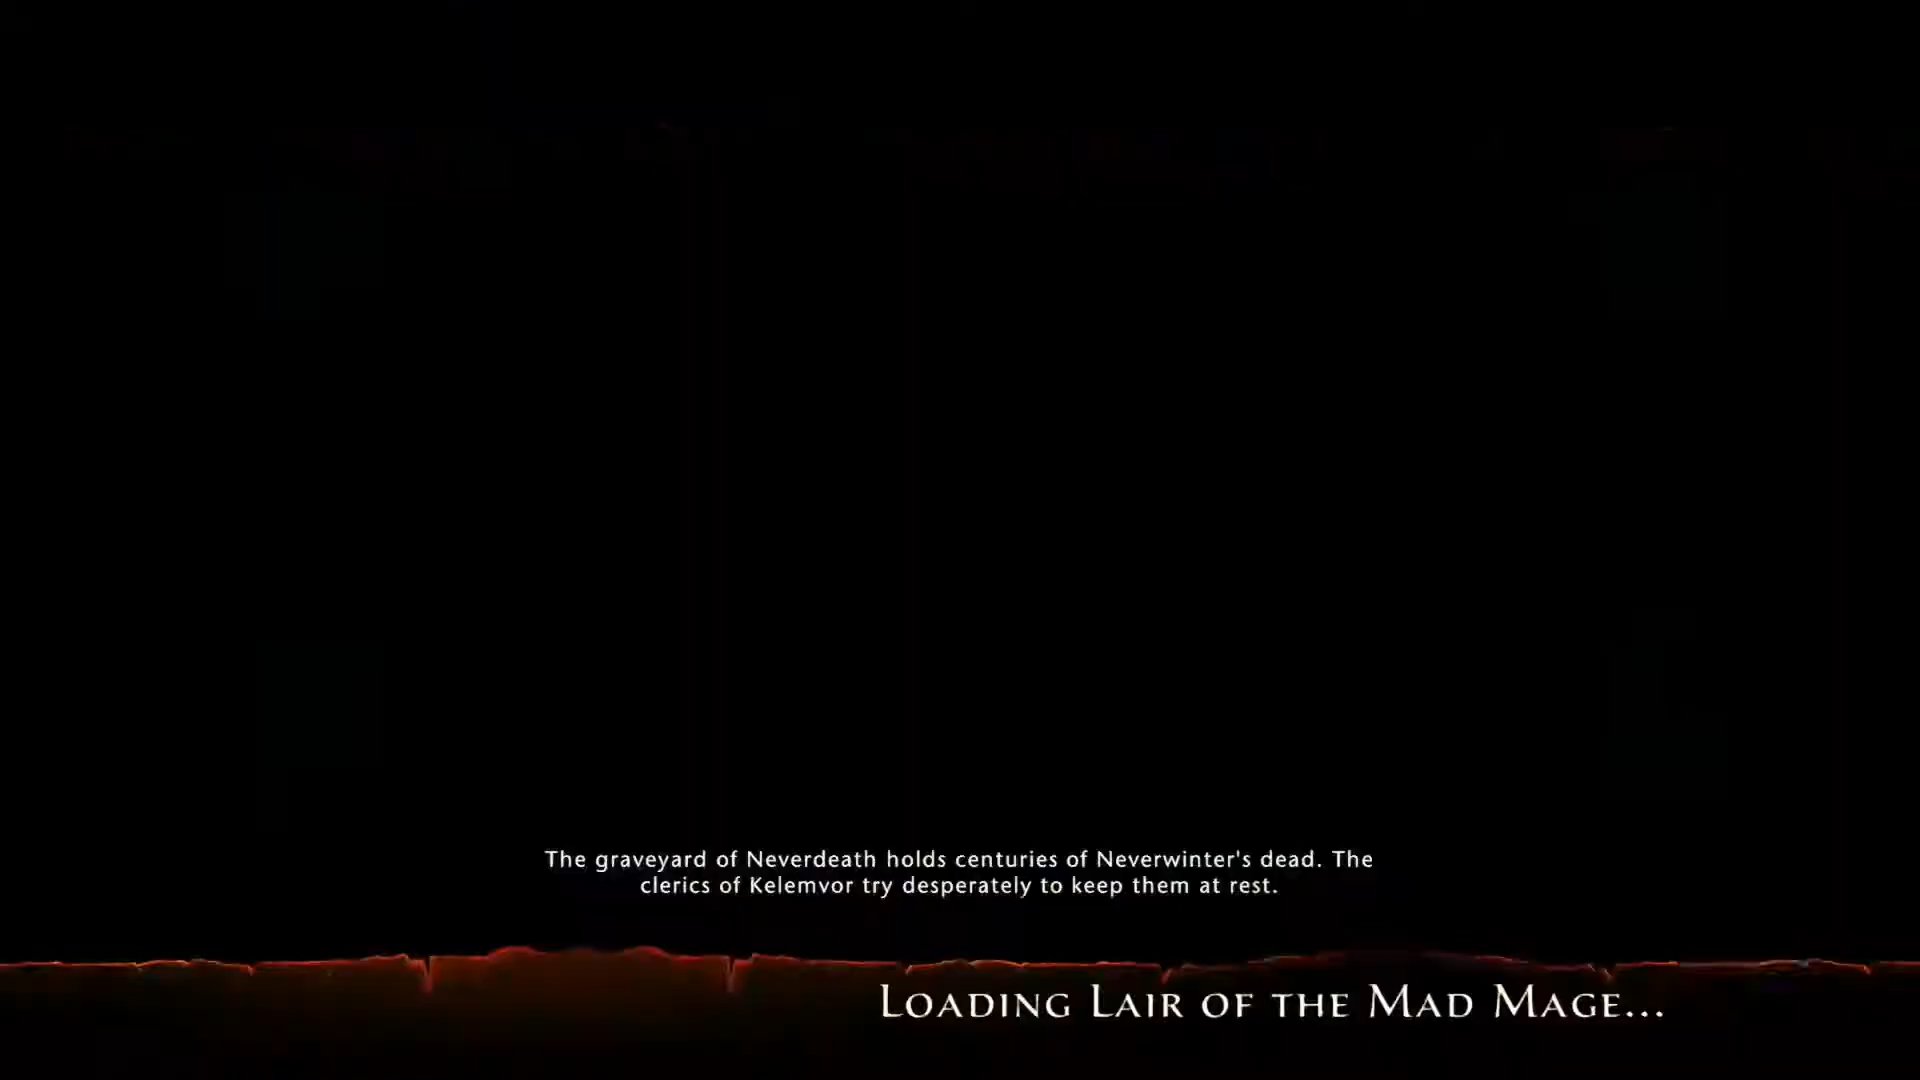 The graveyard of Neverdeath holds centuries of Neverwinter's dead. The
clerics of Kelemvor try desperately to keep them at rest.
Loading Lair of the Mad Mage...